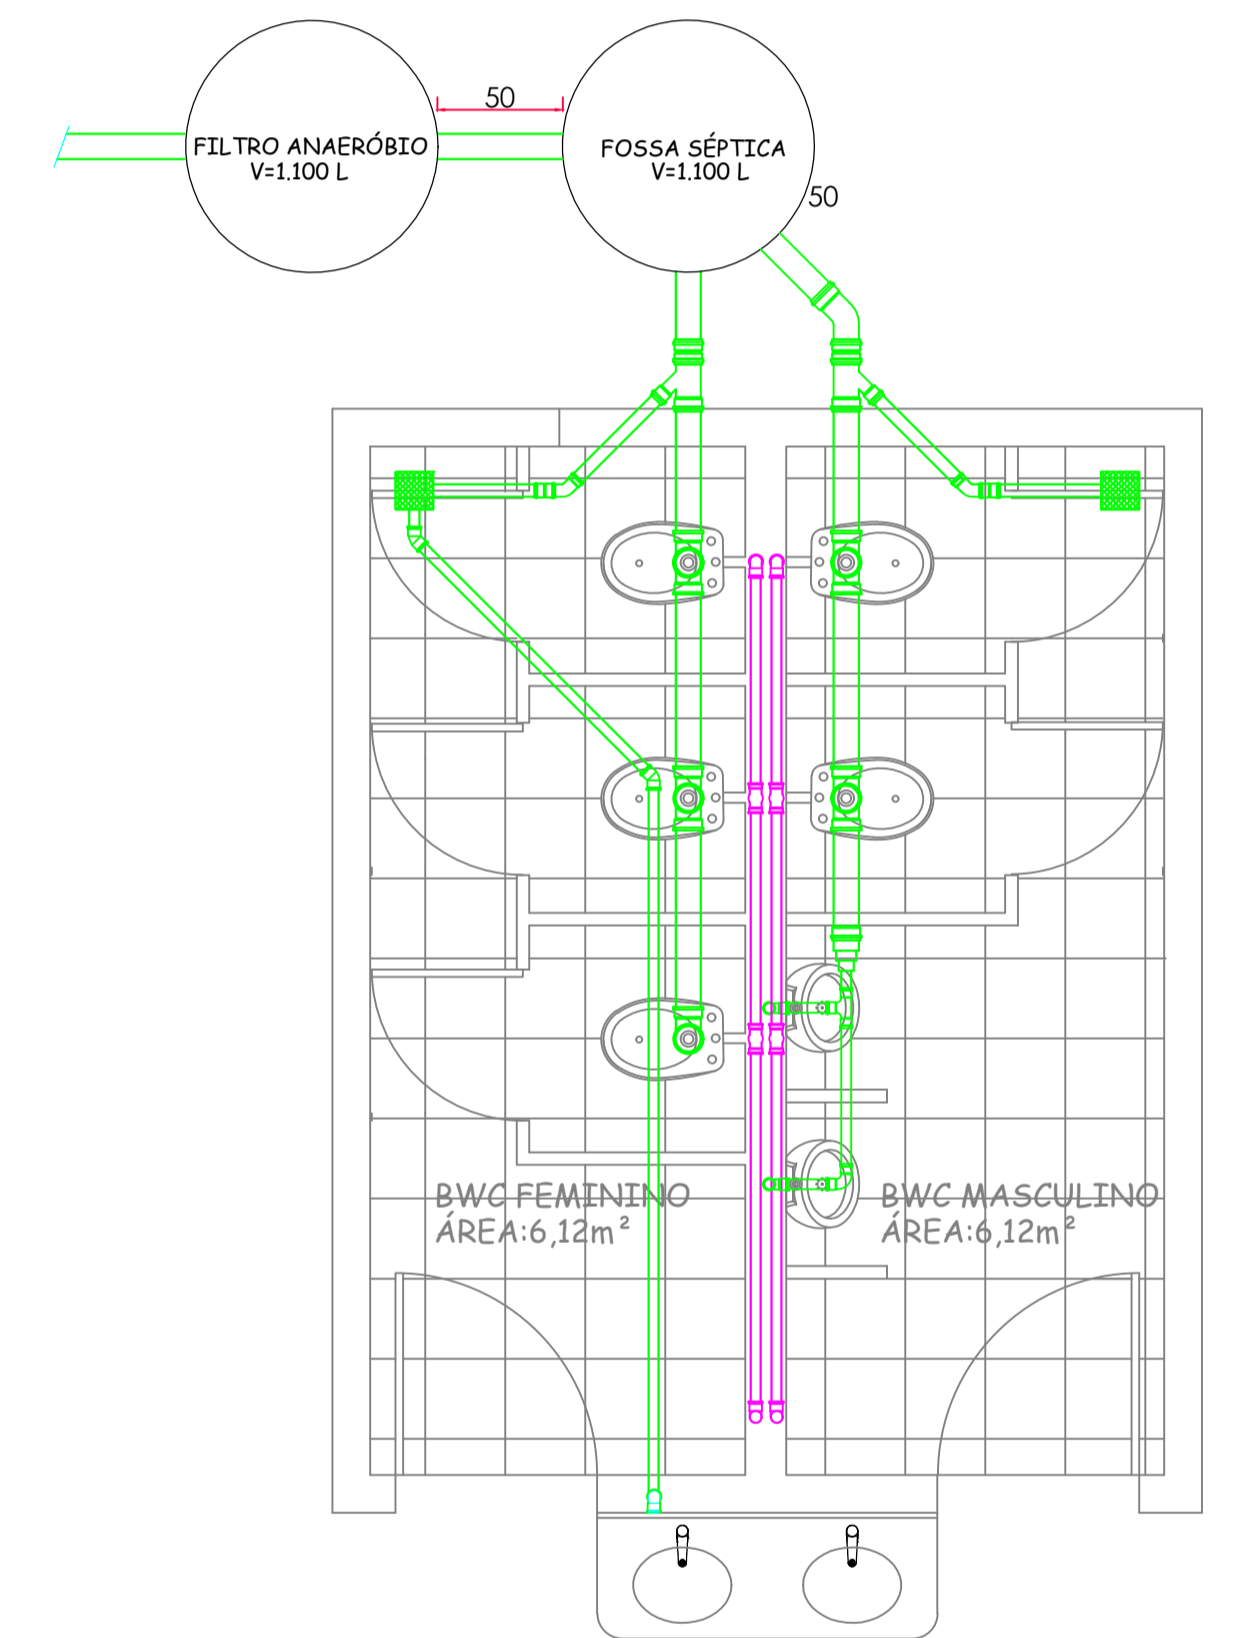 50
FILTRO ANAERÓBIO
V=1.100 L
FOSSA SÉPTICA
V=1.100 L
50
BWC FEMININO
ÁREA:6,12m²
BWC MASCULINO
ÁREA:6,12m²